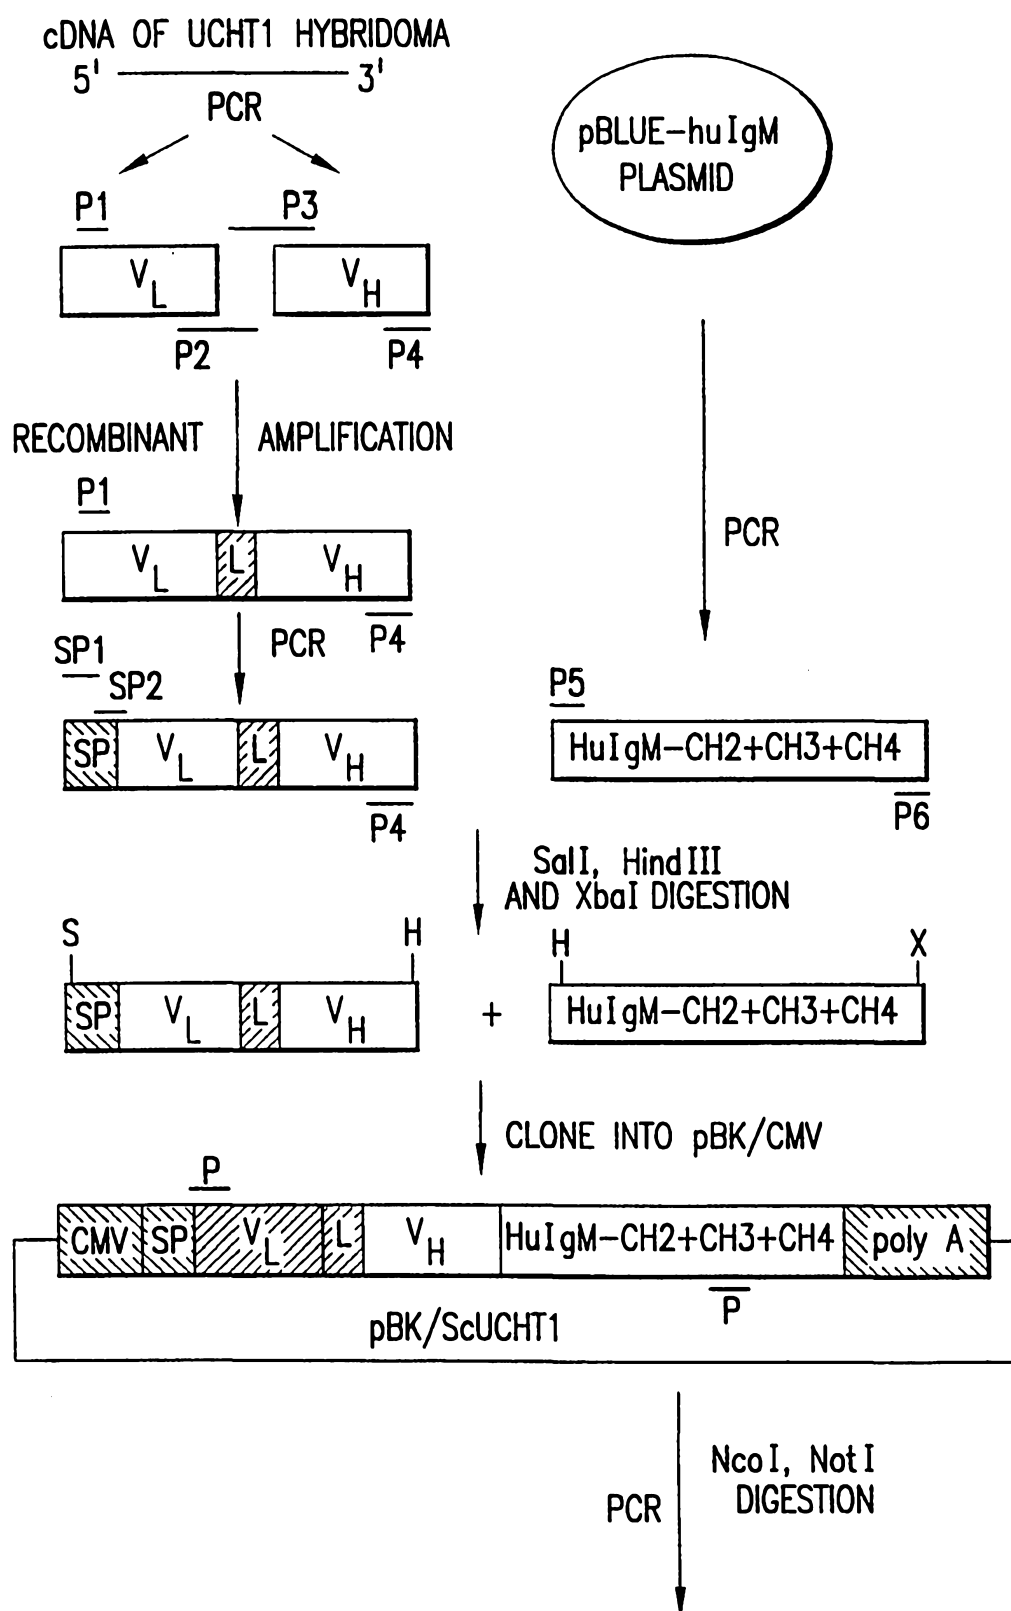 cDNA OF UCHT1 HYBRIDOMA
5' 3'
PCR
pBLUE-huIgM
PLASMID
P1 P3
VL VH
P2 P4
RECOMBINANT AMPLIFICATION
PCR
P1
VL L VH
P4
PCR
SP1
SP2
SP VL L VH
P4
P5
HuIgM-CH2+CH3+CH4
P6
SalI, HindIII
AND XbaI DIGESTION
S H
SP VL L VH
+
H X
HuIgM-CH2+CH3+CH4
CLONE INTO pBK/CMV
P
CMV SP VL L VH HuIgM-CH2+CH3+CH4 poly A
P
pBK/ScUCHT1
NcoI, NotI
DIGESTION
PCR